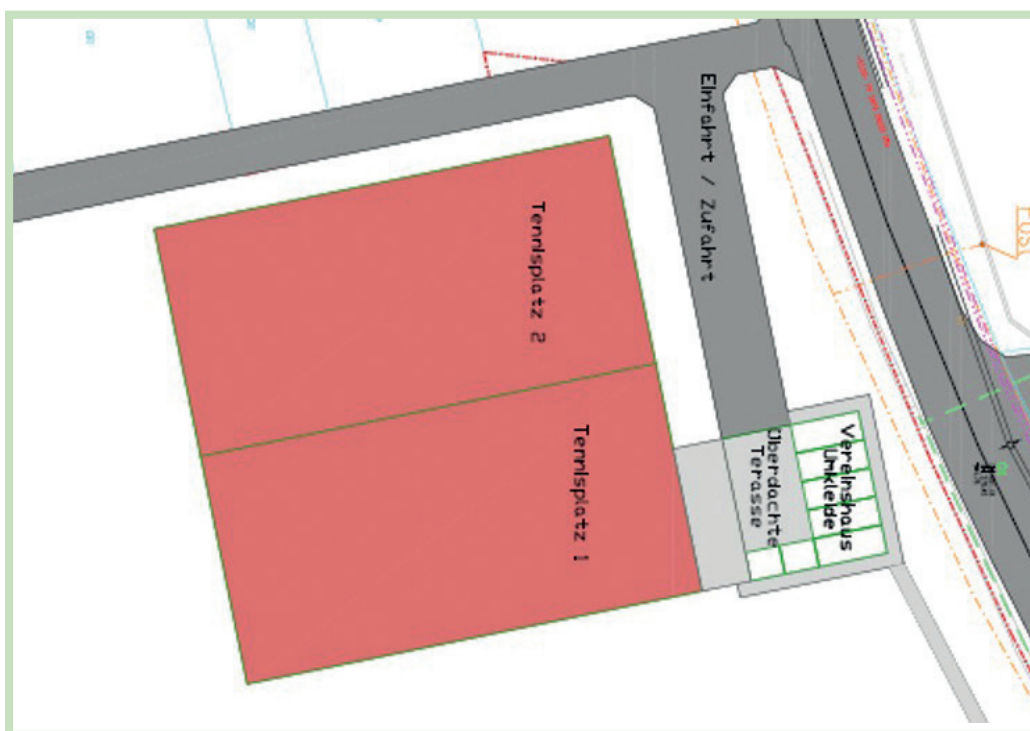 Einfahrt / Zufahrt
Tennisplatz 2
Tennisplatz 1
Überdachte
Terasse
Vereinshaus
Umkleide